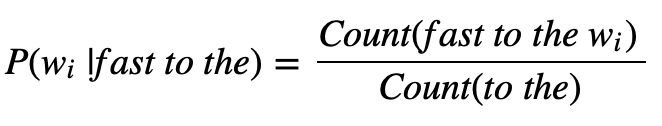 P(wᵢ |fast to the) = Count(fast to the wᵢ)
Count(to the)